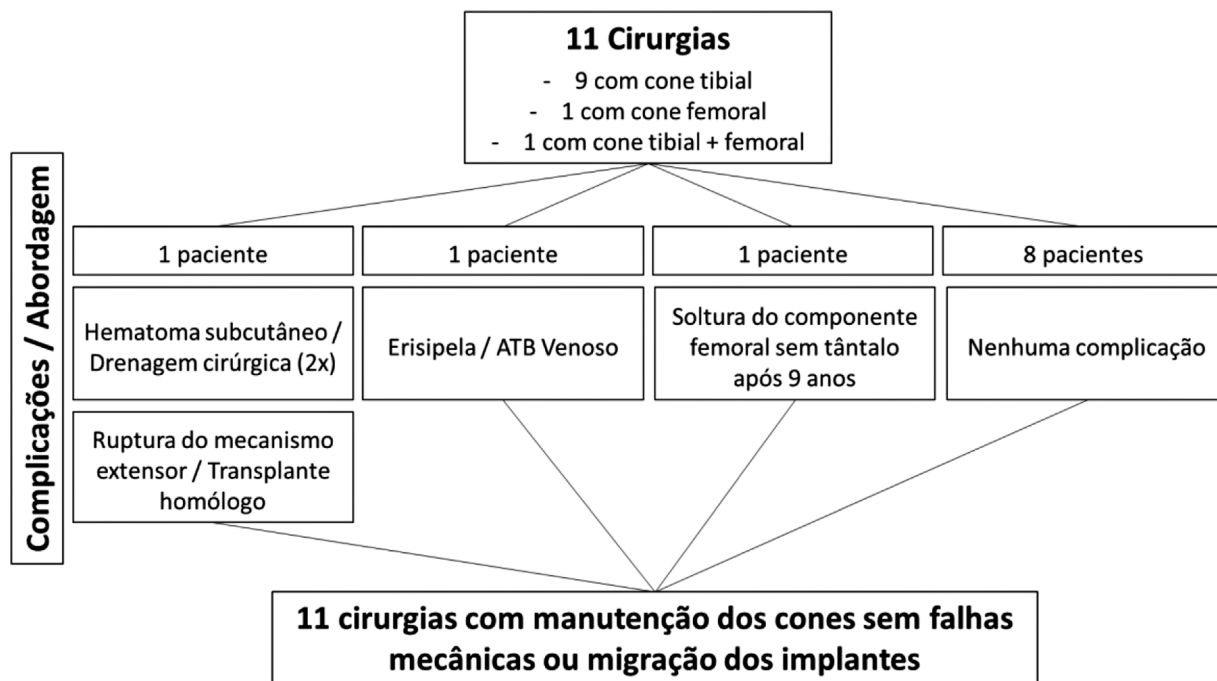 11 Cirurgias
- 9 com cone tibial
- 1 com cone femoral
- 1 com cone tibial + femoral
Complicações / Abordagem
1 paciente
1 paciente
1 paciente
8 pacientes
Hematoma subcutâneo /
Drenagem cirúrgica (2x)
Erisipela / ATB Venoso
Soltura do componente
femoral sem tântalo
após 9 anos
Nenhuma complicação
Ruptura do mecanismo
extensor / Transplante
homólogo
11 cirurgias com manutenção dos cones sem falhas
mecânicas ou migração dos implantes